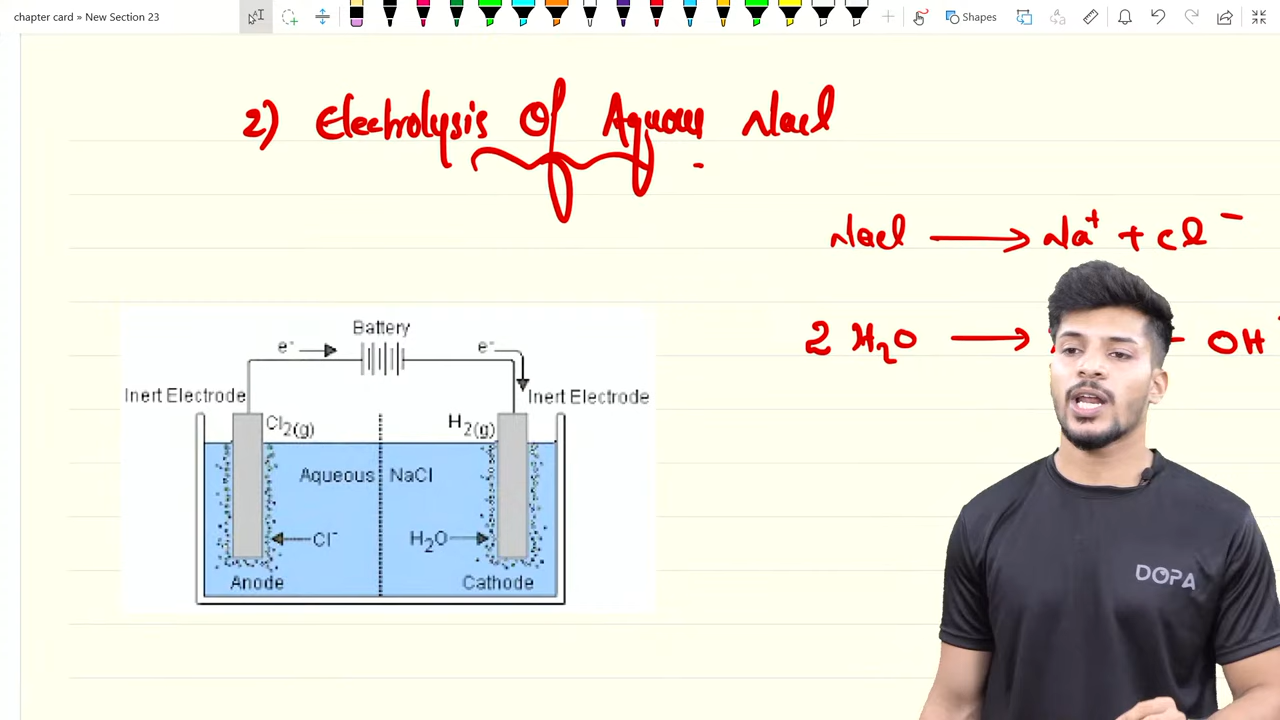 chapter card » New Section 23
Shapes
2) Electrolysis Of Aqueous Nacl
Nacl → Na⁺ + cl⁻
2 H₂O → - OH⁻
Battery
e⁻ e⁻
Inert Electrode Inert Electrode
Cl₂(g) H₂(g)
Aqueous NaCl
Cl⁻ H₂O
Anode Cathode
DOPA